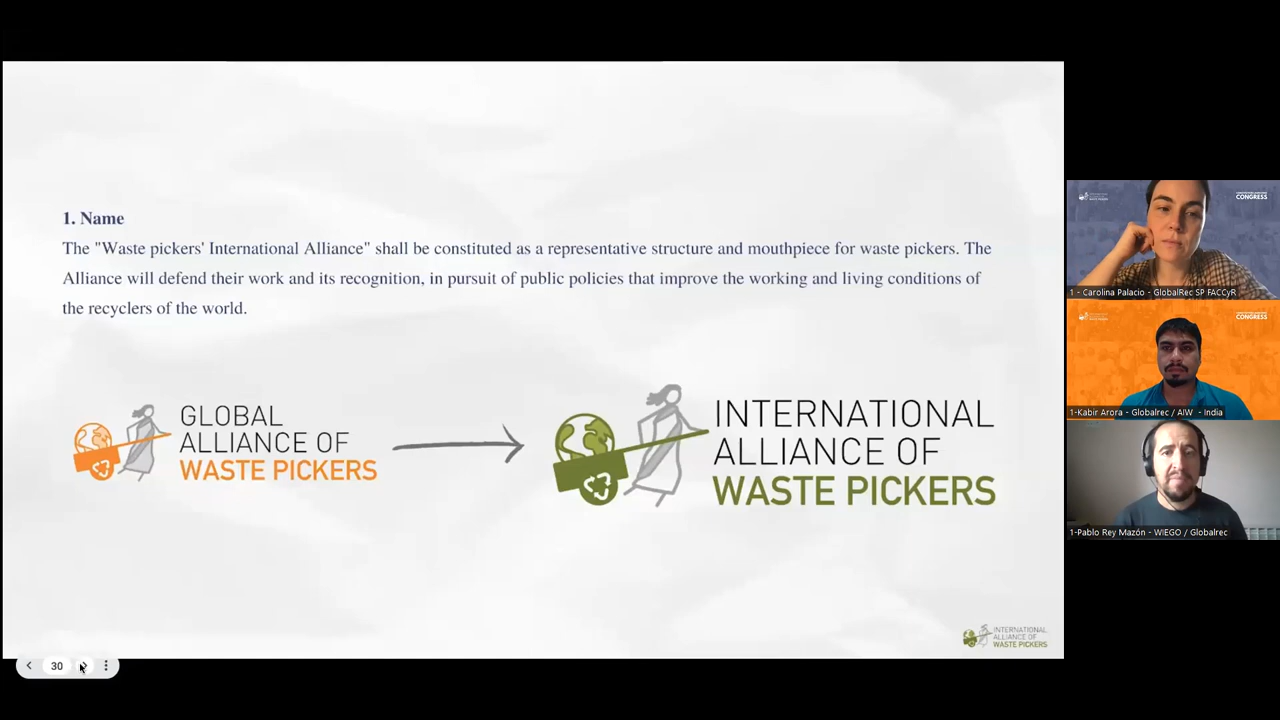 1. Name
The "Waste pickers' International Alliance" shall be constituted as a representative structure and mouthpiece for waste pickers. The
Alliance will defend their work and its recognition, in pursuit of public policies that improve the working and living conditions of
the recyclers of the world.
GLOBAL
ALLIANCE OF
WASTE PICKERS
INTERNATIONAL
ALLIANCE OF
WASTE PICKERS
INTERNATIONAL
ALLIANCE OF
WASTE PICKERS
30
CONGRESS
1 - Carolina Palacio - GlobalRec SP FACCyR
CONGRESS
1-Kabir Arora - Globalrec / AIW - India
1-Pablo Rey Mazón - WIEGO / Globalrec